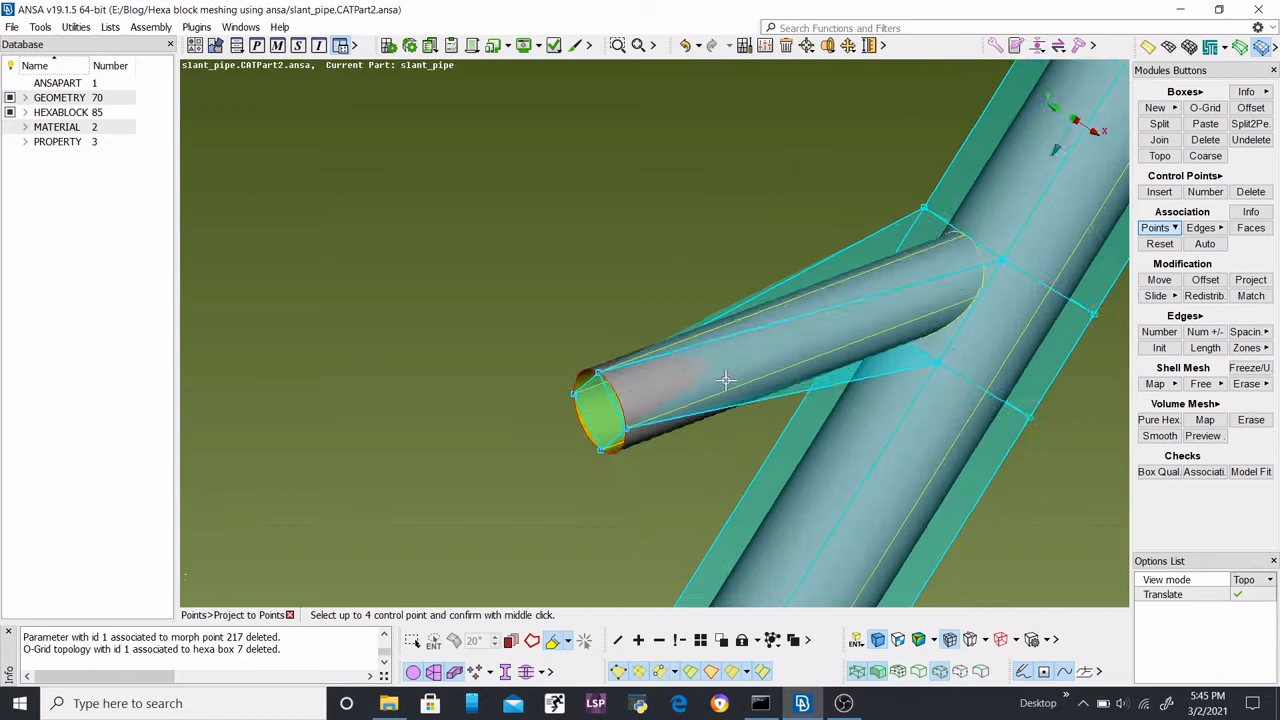 ANSA v19.1.5 64-bit (E:/Blog/Hexa block meshing using ansa/slant_pipe.CATPart2.ansa)
File Tools Utilities Lists Assembly Plugins Windows Help
Search Functions and Filters
Database
P M S I
Modules Buttons
Name Number
ANSAPART 1
GEOMETRY 70
HEXABLOCK 85
MATERIAL 2
PROPERTY 3
slant_pipe.CATPart2.ansa, Current Part: slant_pipe
X
Boxes Info
New O-Grid Offset
Split Paste Split2Pe.
Join Delete Undelete
Topo Coarse
Control Points
Insert Number Delete
Association Info
Points Edges Faces
Reset Auto
Modification
Move Offset Project
Slide Redistrib. Match
Edges
Number Num +/- Spacin.
Init Length Zones
Shell Mesh Freeze/U.
Map Free Erase
Volume Mesh
Pure Hex. Map Erase
Smooth Preview .
Checks
Box Qual. Associati. Model Fit
Options List
View mode Topo
Translate
Points>Project to Points Select up to 4 control point and confirm with middle click.
Parameter with id 1 associated to morph point 217 deleted.
O-Grid topology with id 1 associated to hexa box 7 deleted.
Info
ENT 20°
ENT
Type here to search
LSP
Desktop
5:45 PM
3/2/2021